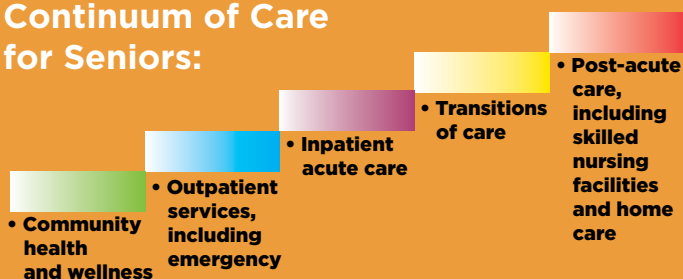 Continuum of Care
for Seniors:
• Community
health
and wellness
• Outpatient
services,
including
emergency
• Inpatient
acute care
• Transitions
of care
• Post-acute
care,
including
skilled
nursing
facilities
and home
care